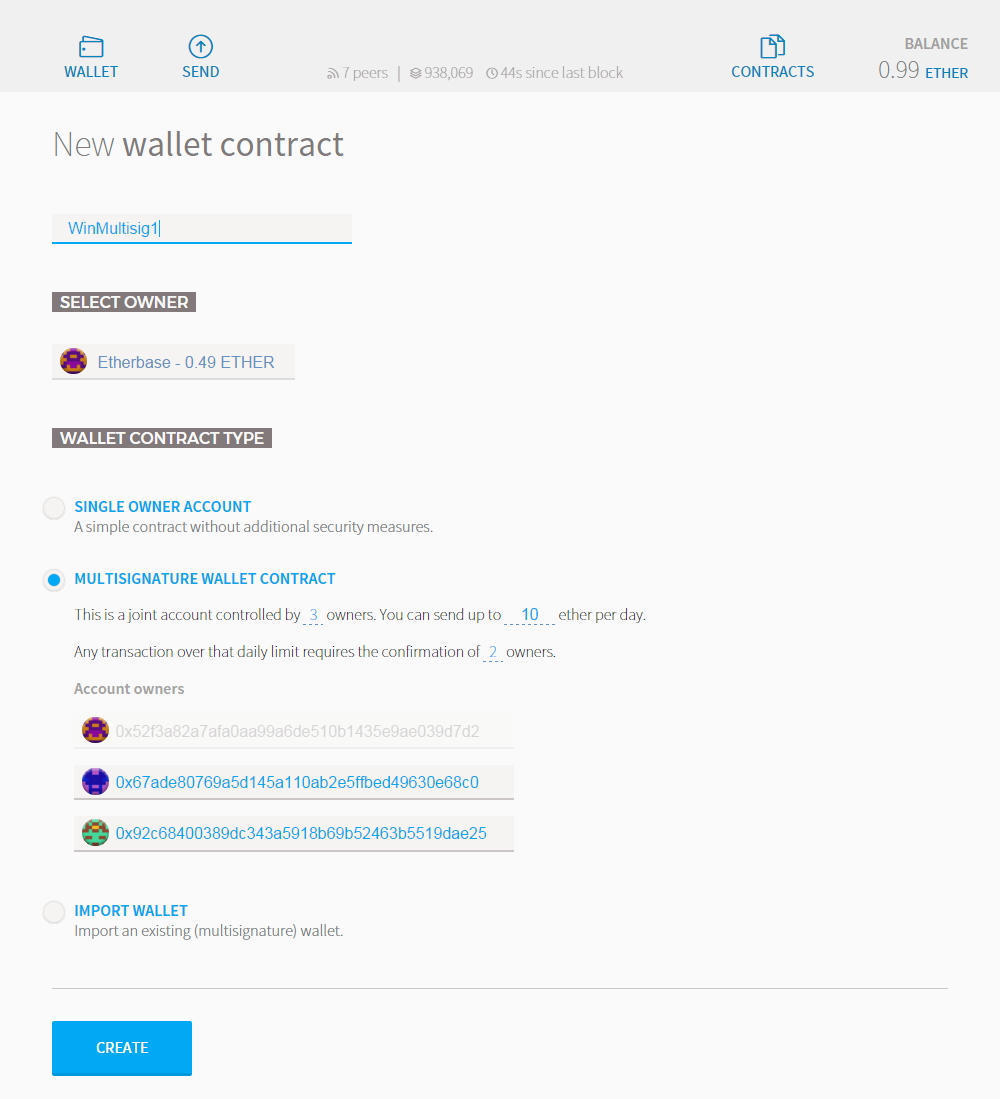 WALLET
SEND
7 peers | 938,069 44s since last block
CONTRACTS
BALANCE
0.99 ETHER
New wallet contract
WinMultisig1
SELECT OWNER
Etherbase - 0.49 ETHER
WALLET CONTRACT TYPE
SINGLE OWNER ACCOUNT
A simple contract without additional security measures.
MULTISIGNATURE WALLET CONTRACT
This is a joint account controlled by 3 owners. You can send up to 10 ether per day.
Any transaction over that daily limit requires the confirmation of 2 owners.
Account owners
0x52f3a82a7afa0aa99a6de510b1435e9ae039d7d2
0x67ade80769a5d145a110ab2e5ffbed49630e68c0
0x92c68400389dc343a5918b69b52463b5519dae25
IMPORT WALLET
Import an existing (multisignature) wallet.
CREATE